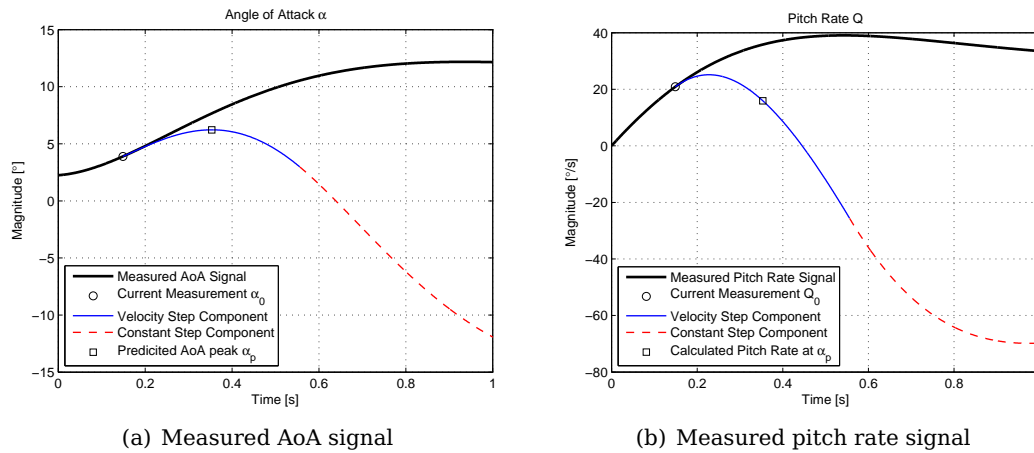 Angle of Attack α
Magnitude [°]
15
10
5
0
−5
−10
−15
0
0.2
0.4
0.6
0.8
1
Time [s]
Measured AoA Signal
Current Measurement α0
Velocity Step Component
Constant Step Component
Predicited AoA peak αp
(a) Measured AoA signal
Pitch Rate Q
Magnitude [°/s]
40
20
0
−20
−40
−60
−80
0
0.2
0.4
0.6
0.8
1
Time [s]
Measured Pitch Rate Signal
Current Measurement Q0
Velocity Step Component
Constant Step Component
Calculated Pitch Rate at αp
(b) Measured pitch rate signal